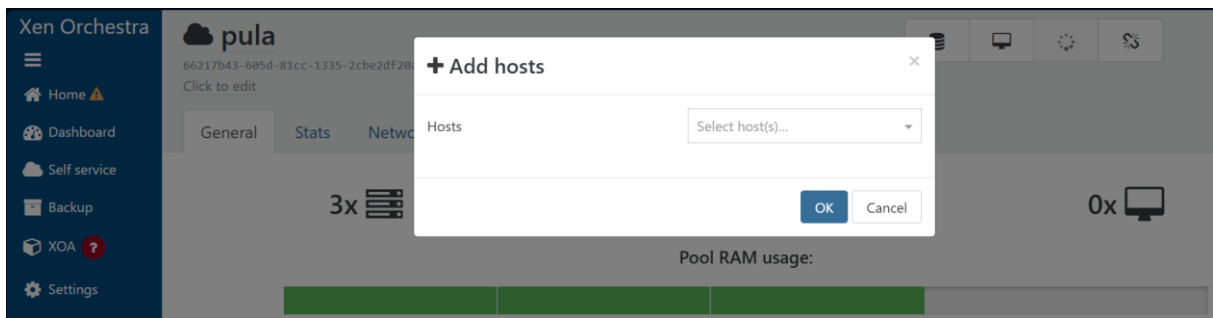 Xen Orchestra
Home
Dashboard
Self service
Backup
XOA ?
Settings
pula
66217b43-605d-81cc-1335-2cbe2df20a
Click to edit
General Stats Netwo
3x
0x
Pool RAM usage:
Add hosts ×
Hosts Select host(s)...
OK Cancel